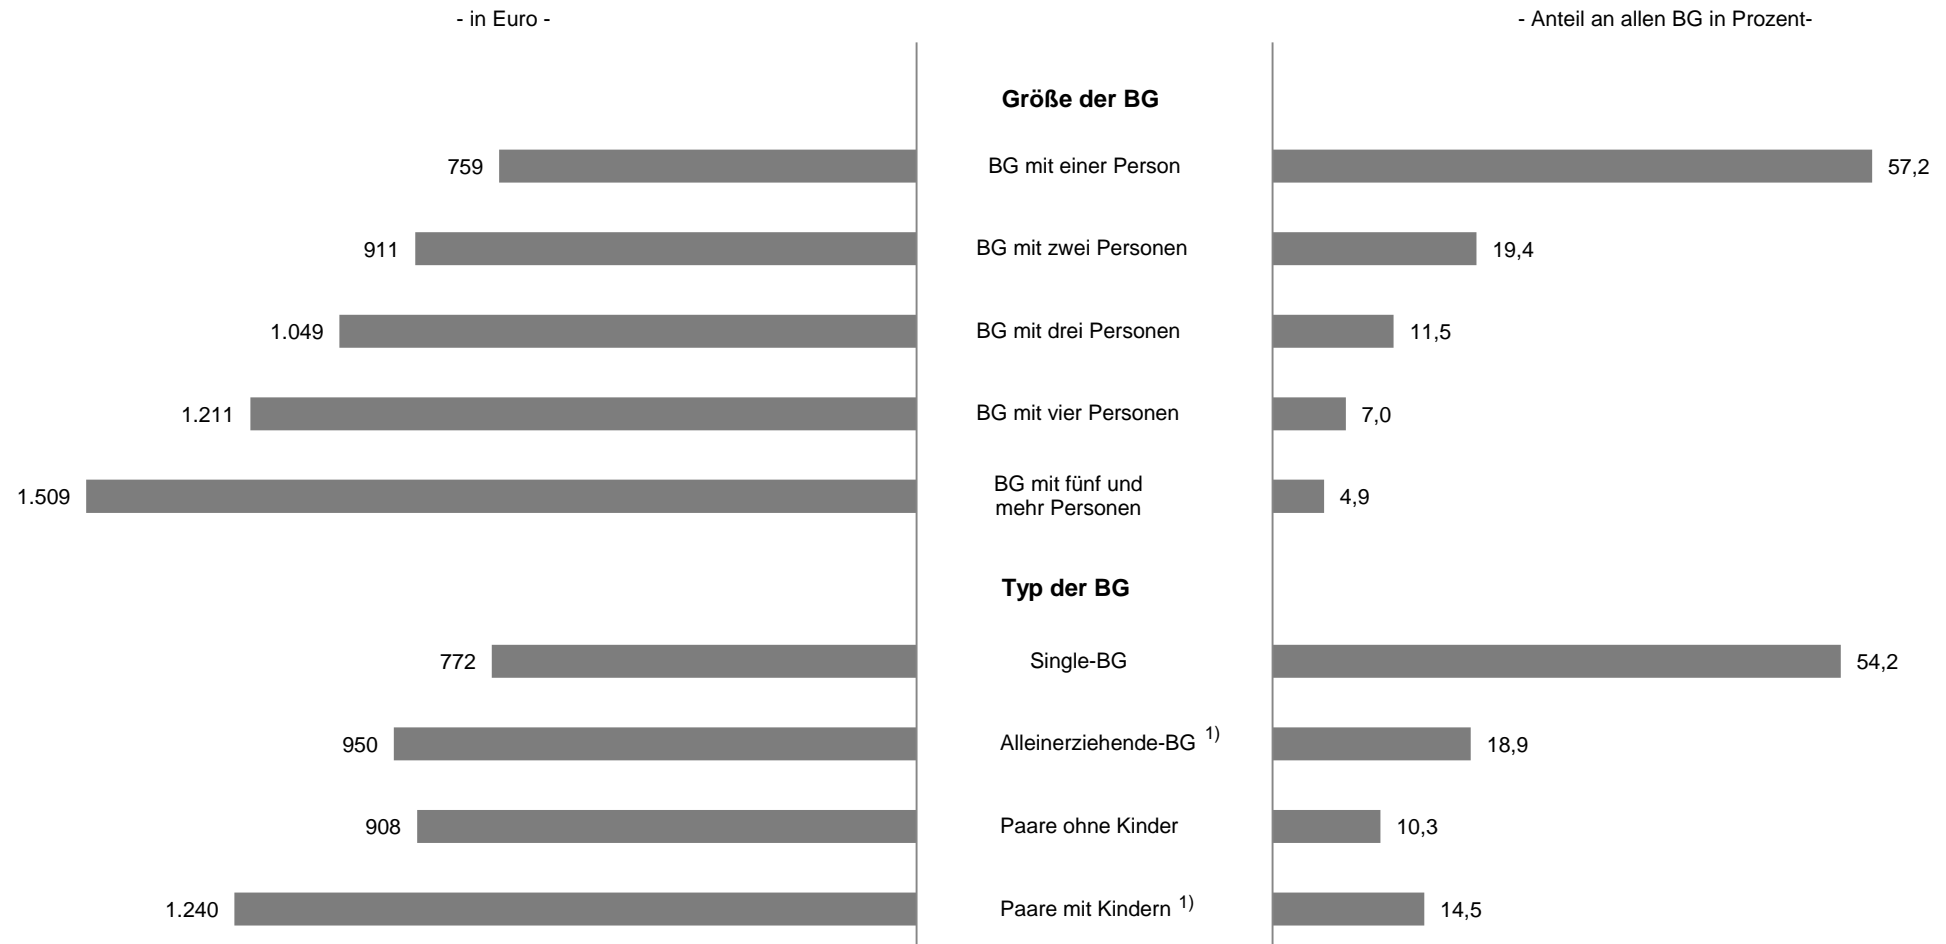 - in Euro -
- Anteil an allen BG in Prozent-
Größe der BG
759
BG mit einer Person
57,2
911
BG mit zwei Personen
19,4
1.049
BG mit drei Personen
11,5
1.211
BG mit vier Personen
7,0
1.509
BG mit fünf und
mehr Personen
4,9
Typ der BG
772
Single-BG
54,2
950
Alleinerziehende-BG 1)
18,9
908
Paare ohne Kinder
10,3
1.240
Paare mit Kindern 1)
14,5